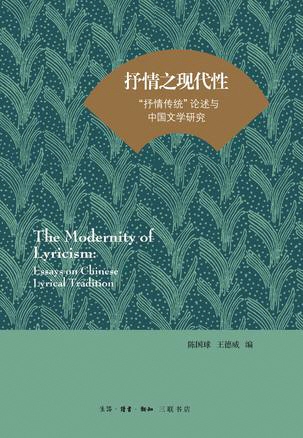 抒情之现代性
“抒情传统”论述与
中国文学研究
The Modernity of
Lyricism:
Essays on Chinese
Lyrical Tradition
陈国球 王德威 编
生活·读书·新知 三联书店